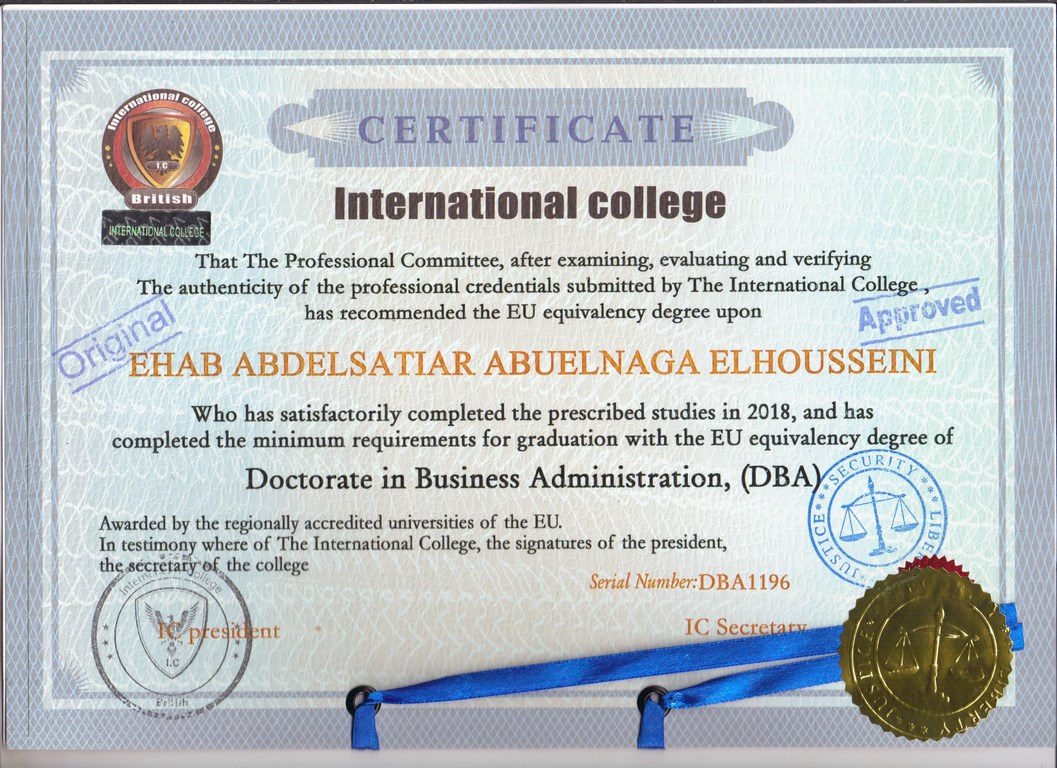 CERTIFICATE
International college
I.C
British
INTERNATIONAL COLLEGE
International college
That The Professional Committee, after examining, evaluating and verifying
The authenticity of the professional credentials submitted by The International College ,
has recommended the EU equivalency degree upon
Original
Approved
EHAB ABDELSATIAR ABUELNAGA ELHOUSSEINI
Who has satisfactorily completed the prescribed studies in 2018, and has
completed the minimum requirements for graduation with the EU equivalency degree of
Doctorate in Business Administration, (DBA)
SECURITY
JUSTICE
Awarded by the regionally accredited universities of the EU.
In testimony where of The International College, the signatures of the president,
the secretary of the college
Serial Number:DBA1196
IC president
IC Secretary
International College
I.C
British
JUSTICE